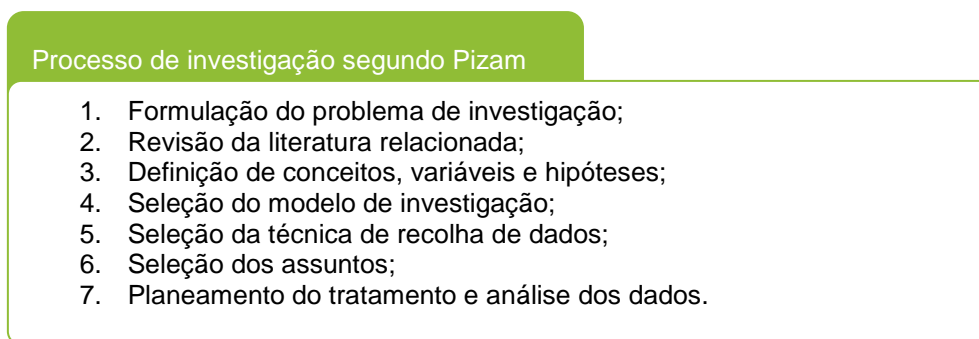 Processo de investigação segundo Pizam
1. Formulação do problema de investigação;
2. Revisão da literatura relacionada;
3. Definição de conceitos, variáveis e hipóteses;
4. Seleção do modelo de investigação;
5. Seleção da técnica de recolha de dados;
6. Seleção dos assuntos;
7. Planeamento do tratamento e análise dos dados.